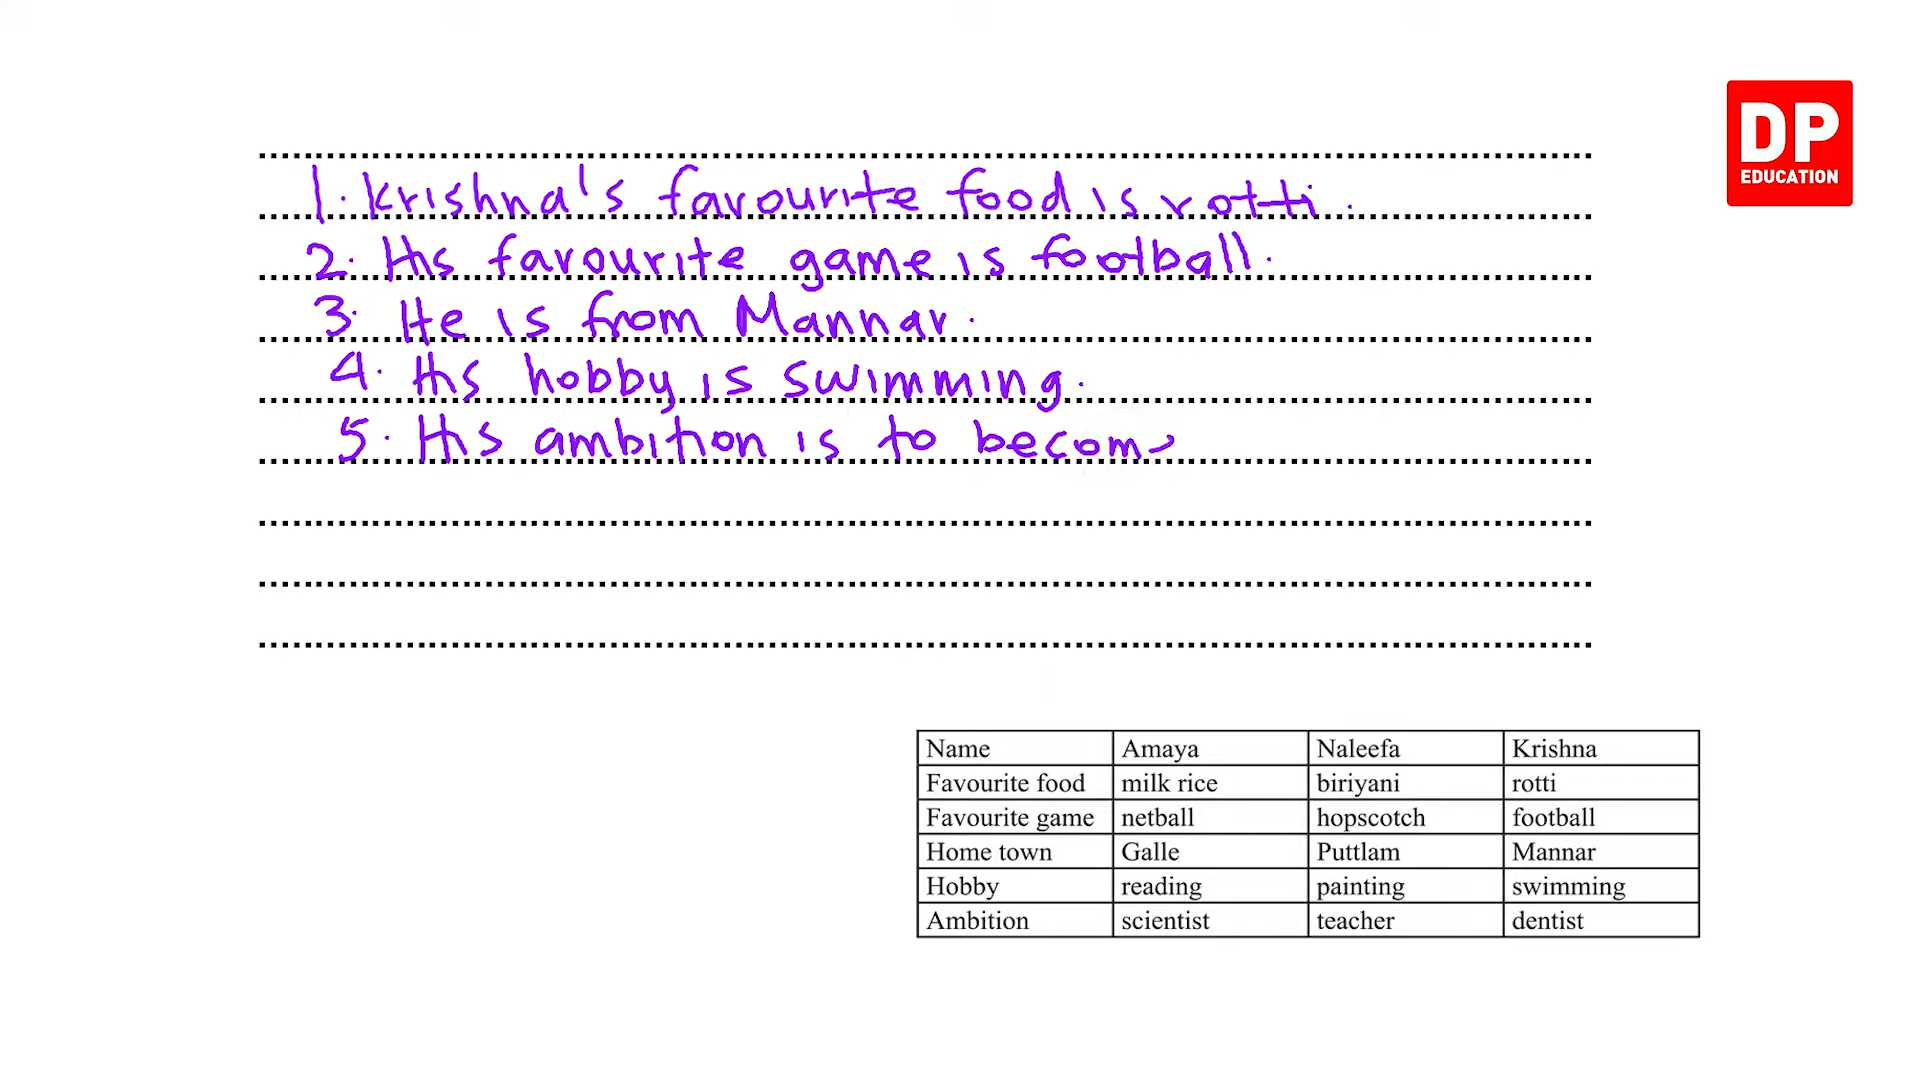 DP
EDUCATION
1. Krishna's favourite food is rotti.
2. His favourite game is football.
3. He is from Mannar.
4. His hobby is swimming.
5. His ambition is to becom
Name Amaya Naleefa Krishna
Favourite food milk rice biriyani rotti
Favourite game netball hopscotch football
Home town Galle Puttlam Mannar
Hobby reading painting swimming
Ambition scientist teacher dentist